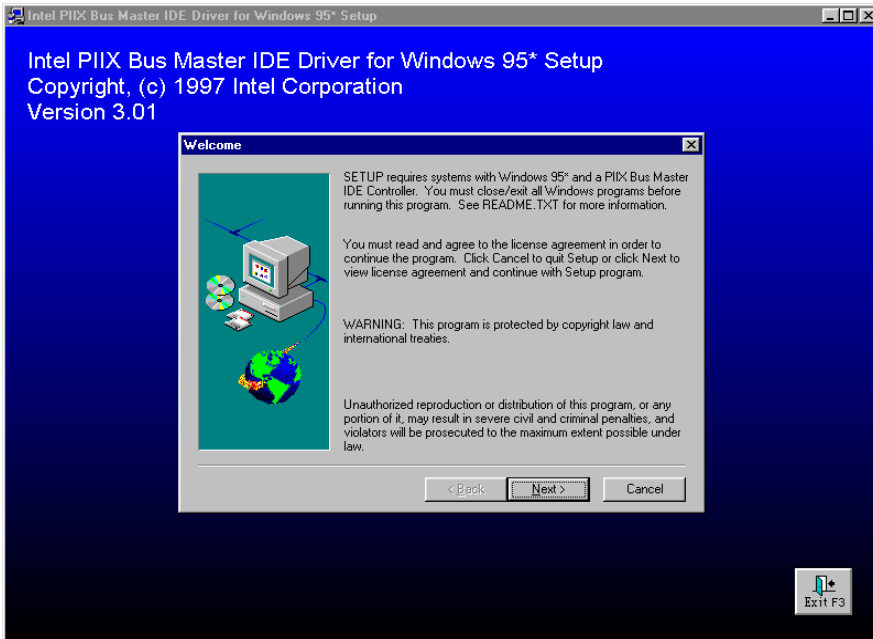 Intel PIIX Bus Master IDE Driver for Windows 95* Setup
Intel PIIX Bus Master IDE Driver for Windows 95* Setup
Copyright, (c) 1997 Intel Corporation
Version 3.01
Welcome
SETUP requires systems with Windows 95* and a PIIX Bus Master
IDE Controller. You must close/exit all Windows programs before
running this program. See README.TXT for more information.
You must read and agree to the license agreement in order to
continue the program. Click Cancel to quit Setup or click Next to
view license agreement and continue with Setup program.
WARNING: This program is protected by copyright law and
international treaties.
Unauthorized reproduction or distribution of this program, or any
portion of it, may result in severe civil and criminal penalties, and
violators will be prosecuted to the maximum extent possible under
law.
< Back
Next >
Cancel
Exit F3